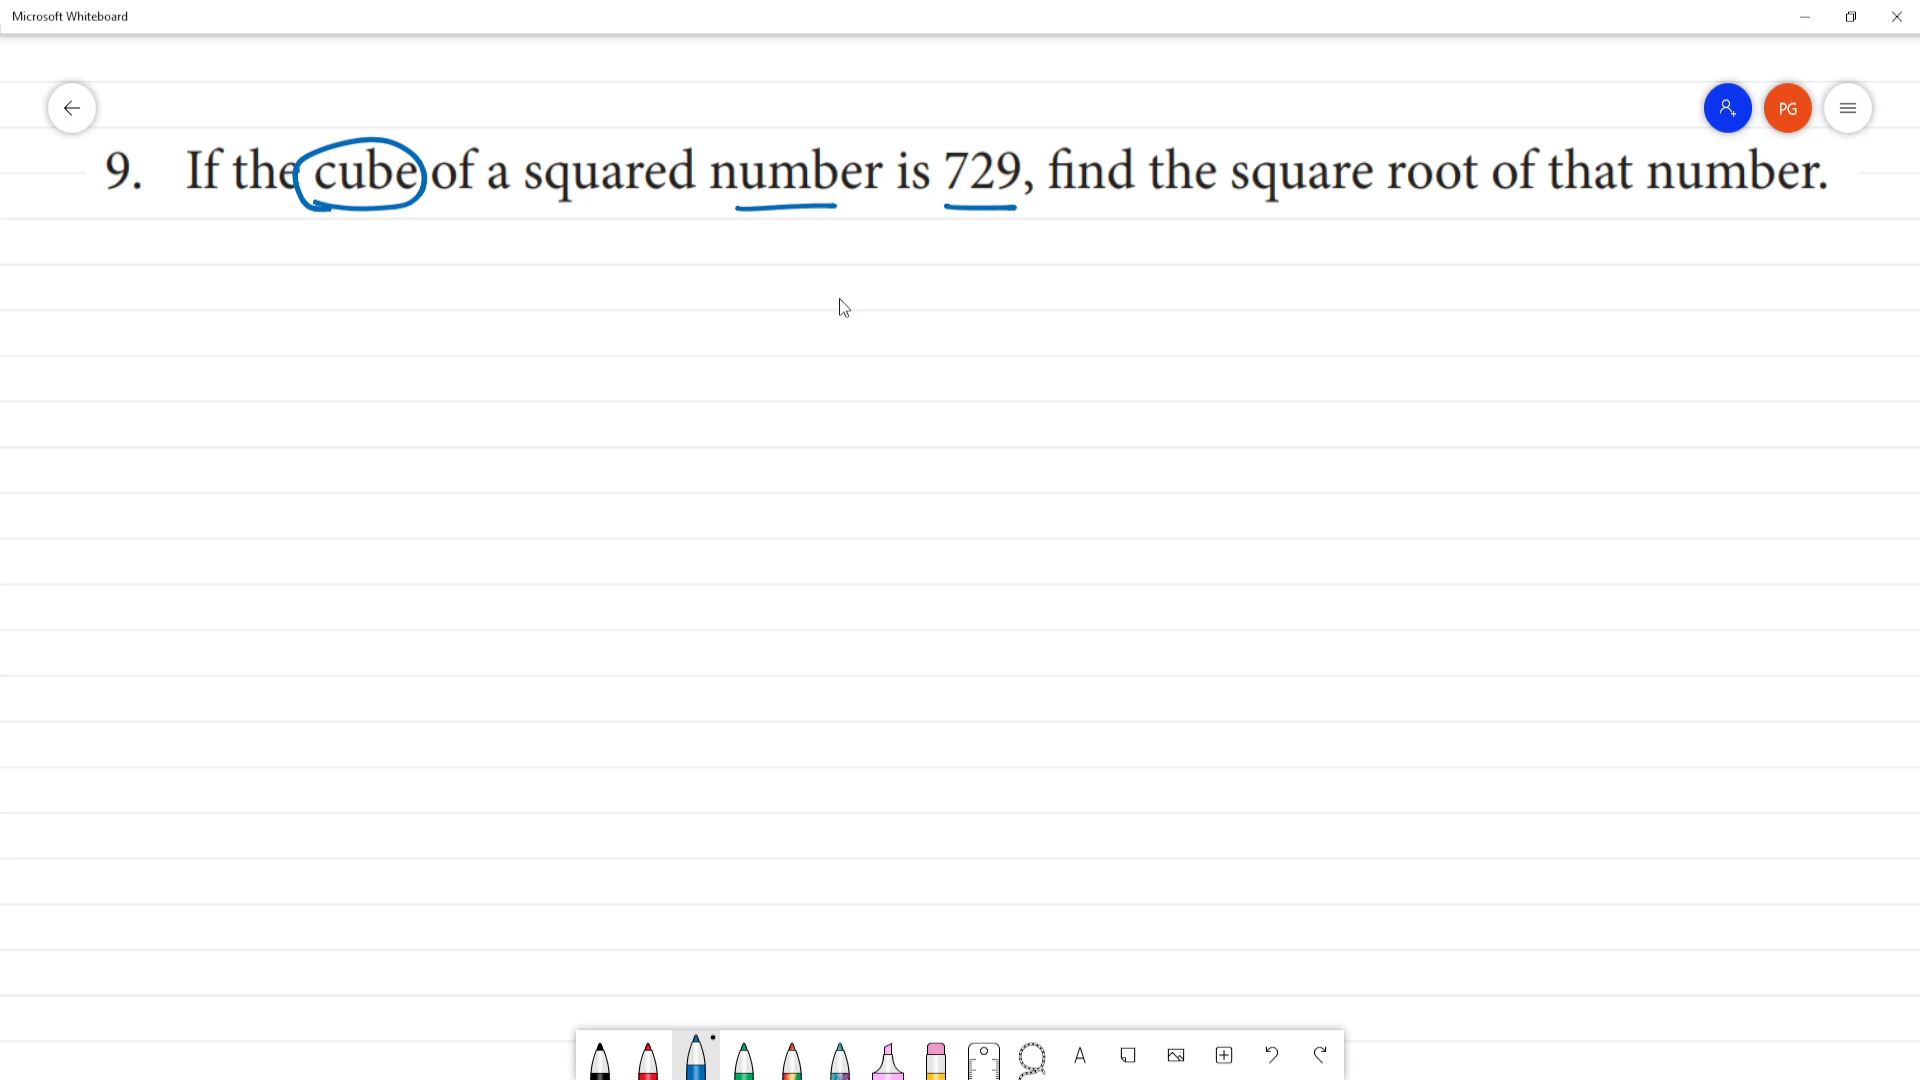 Microsoft Whiteboard
PG
9. If the cube of a squared number is 729, find the square root of that number.
A